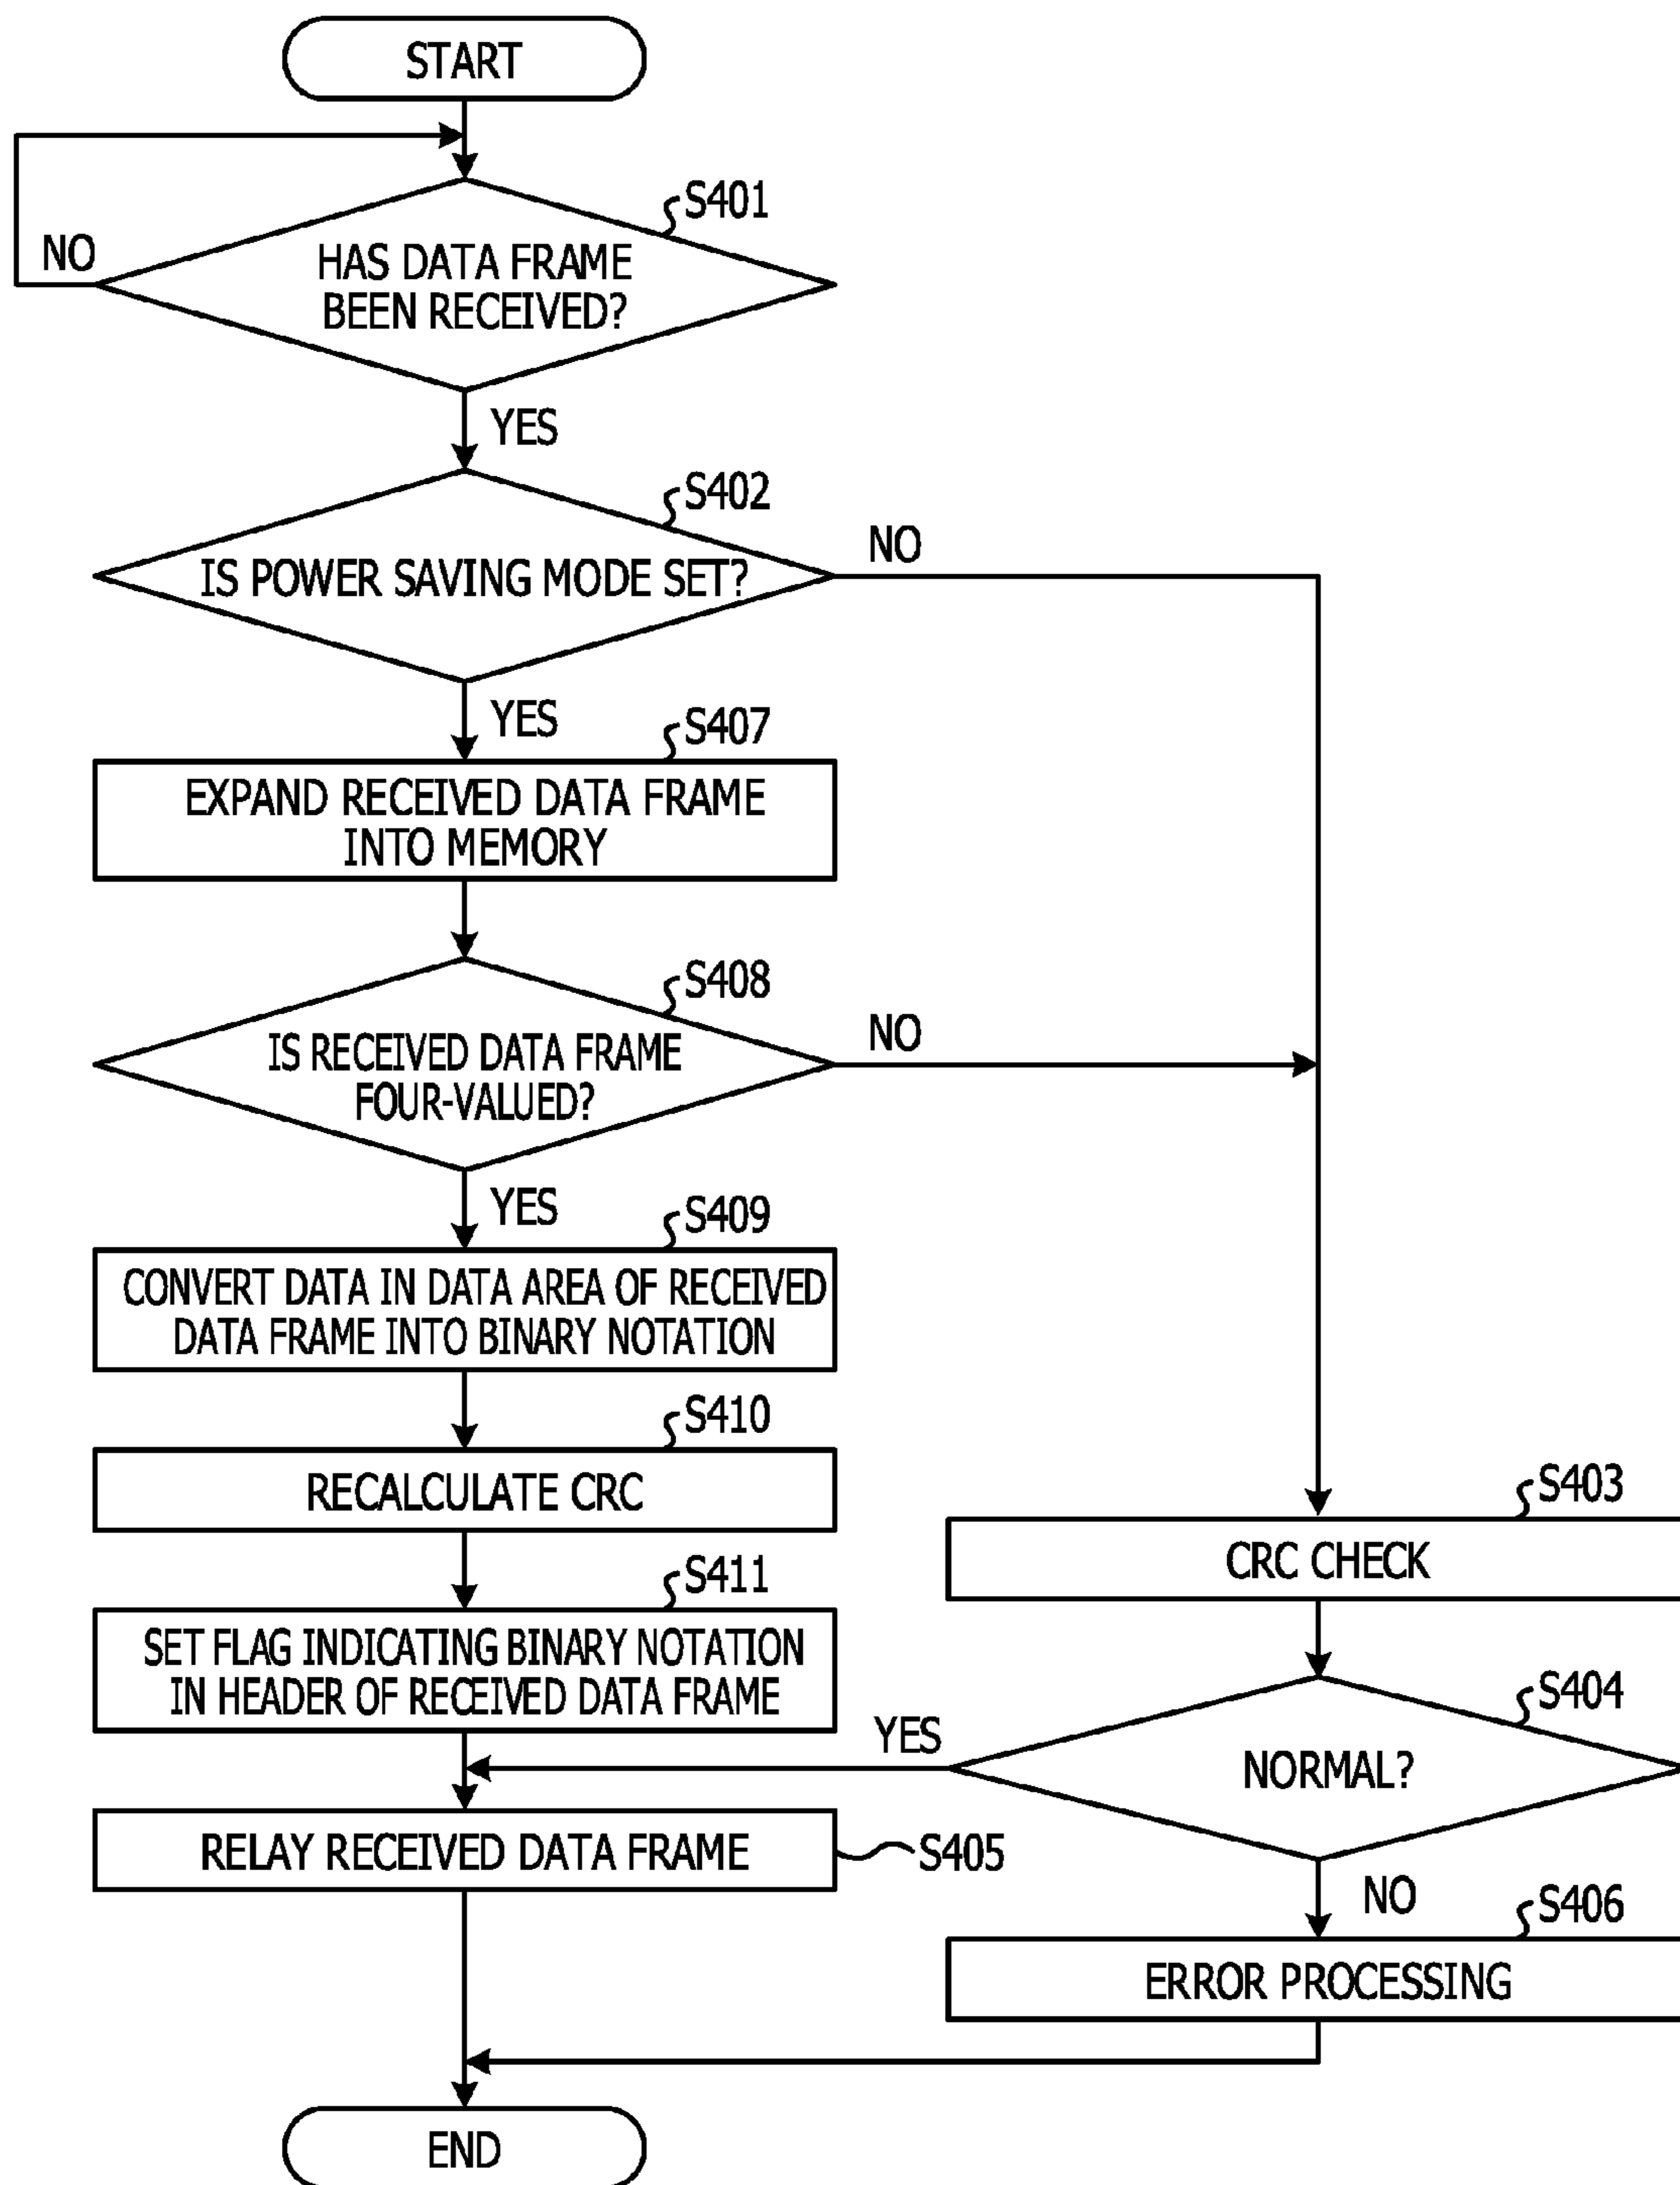 START
S401
NO
HAS DATA FRAME
BEEN RECEIVED?
YES
S402
NO
IS POWER SAVING MODE SET?
YES
S407
EXPAND RECEIVED DATA FRAME
INTO MEMORY
S408
NO
IS RECEIVED DATA FRAME
FOUR-VALUED?
YES
S409
CONVERT DATA IN DATA AREA OF RECEIVED
DATA FRAME INTO BINARY NOTATION
S410
RECALCULATE CRC
S403
CRC CHECK
S411
SET FLAG INDICATING BINARY NOTATION
IN HEADER OF RECEIVED DATA FRAME
S404
YES
NORMAL?
RELAY RECEIVED DATA FRAME
S405
NO
S406
ERROR PROCESSING
END